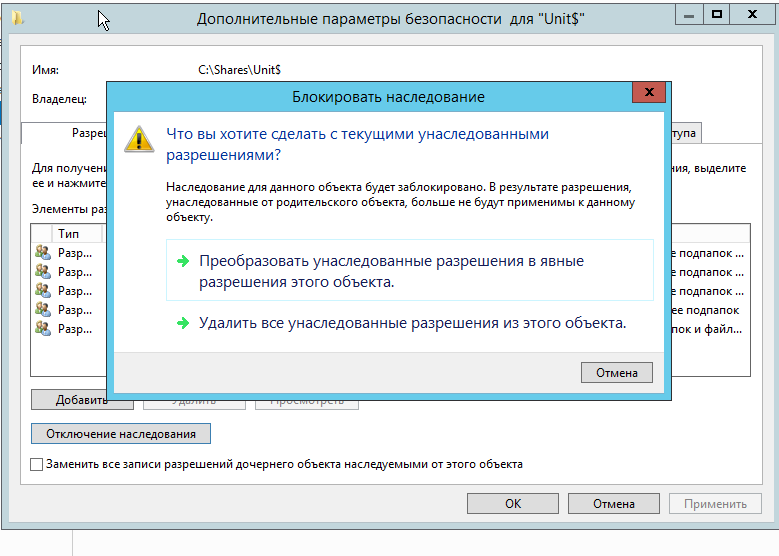 Дополнительные параметры безопасности для "Unit$"
Имя:
C:\Shares\Unit$
Владелец:
Блокировать наследование
Что вы хотите сделать с текущими унаследованными
разрешениями?
Наследование для данного объекта будет заблокировано. В результате разрешения,
унаследованные от родительского объекта, больше не будут применимы к данному
объекту.
Преобразовать унаследованные разрешения в явные
разрешения этого объекта.
Удалить все унаследованные разрешения из этого объекта.
Отмена
Разреш
тупа
Для получени
ния, выделите
ее и нажмите
Элементы раз
Тип
Разр...
е подпапок ...
Разр...
е подпапок ...
Разр...
е подпапок ...
Разр...
ее подпапок
Разр...
пок и файл...
Добавить
Удалить
Просмотреть
Отключение наследования
Заменить все записи разрешений дочернего объекта наследуемыми от этого объекта
OK
Отмена
Применить